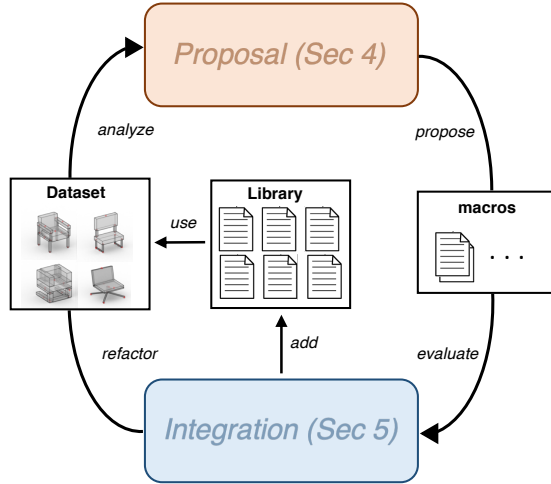 Proposal (Sec 4)
analyze
propose
Dataset
Library
macros
use
. . .
refactor
add
evaluate
Integration (Sec 5)